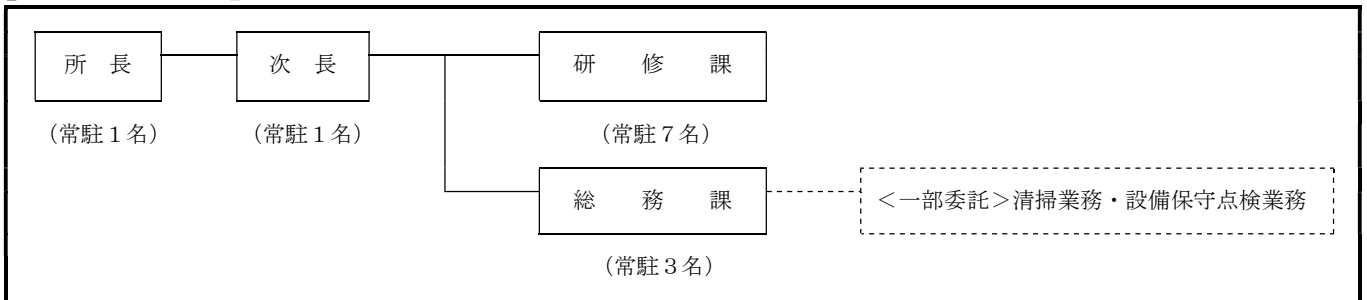 所　長
次　長
研　修　課
（常駐１名）
（常駐１名）
（常駐７名）
総　務　課
＜一部委託＞清掃業務・設備保守点検業務
（常駐３名）